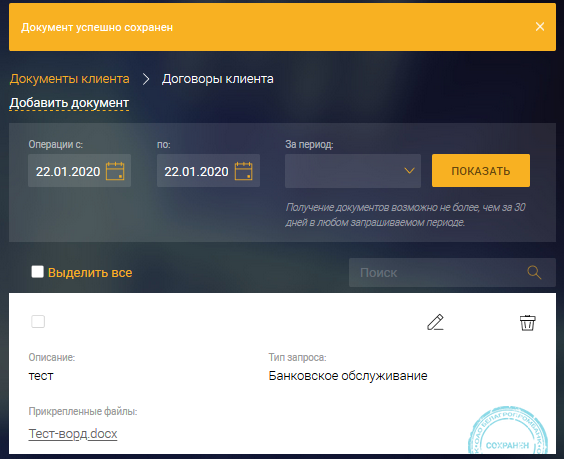 Документ успешно сохранен
Документы клиента > Договоры клиента
Добавить документ
Операции с: по: За период:
22.01.2020 22.01.2020 ПОКАЗАТЬ
Получение документов возможно не более, чем за 30
дней в любом запрашиваемом периоде.
Выделить все Поиск
Описание: Тип запроса:
тест Банковское обслуживание
Прикрепленные файлы:
Тест-ворд.docx
СОХРАНЕН